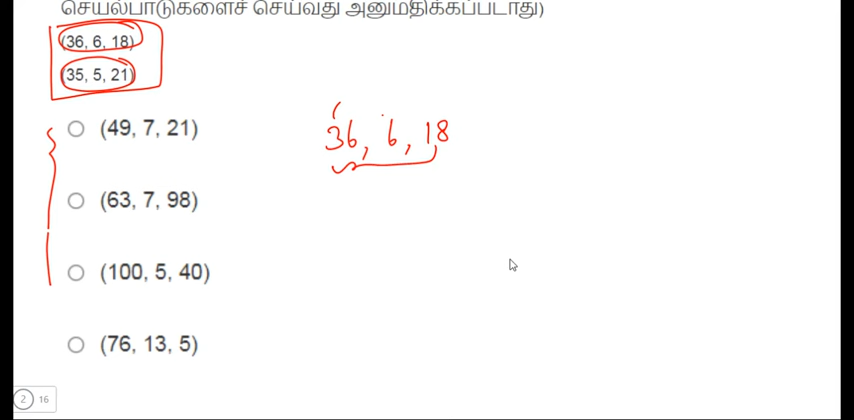 செயல்பாடுகளைச் செய்வது அனுமதிக்கப்படாது)
(36, 6, 18)
(35, 5, 21)
(49, 7, 21)
36, 6, 18
(63, 7, 98)
(100, 5, 40)
(76, 13, 5)
2 16